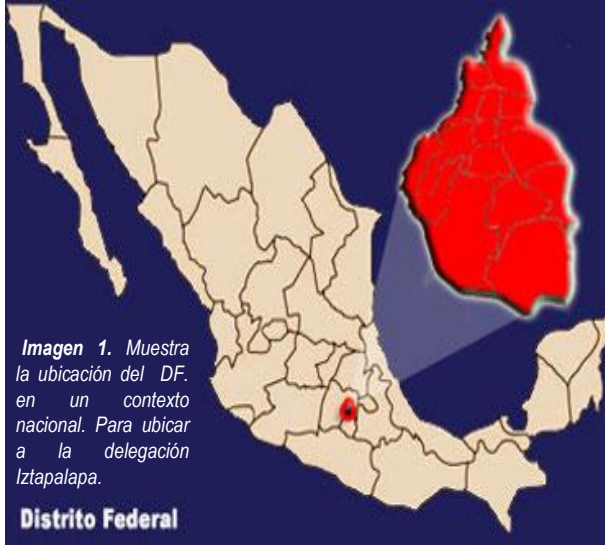 Imagen 1. Muestra
la ubicación del DF.
en un contexto
nacional. Para ubicar
a la delegación
Iztapalapa.
Distrito Federal